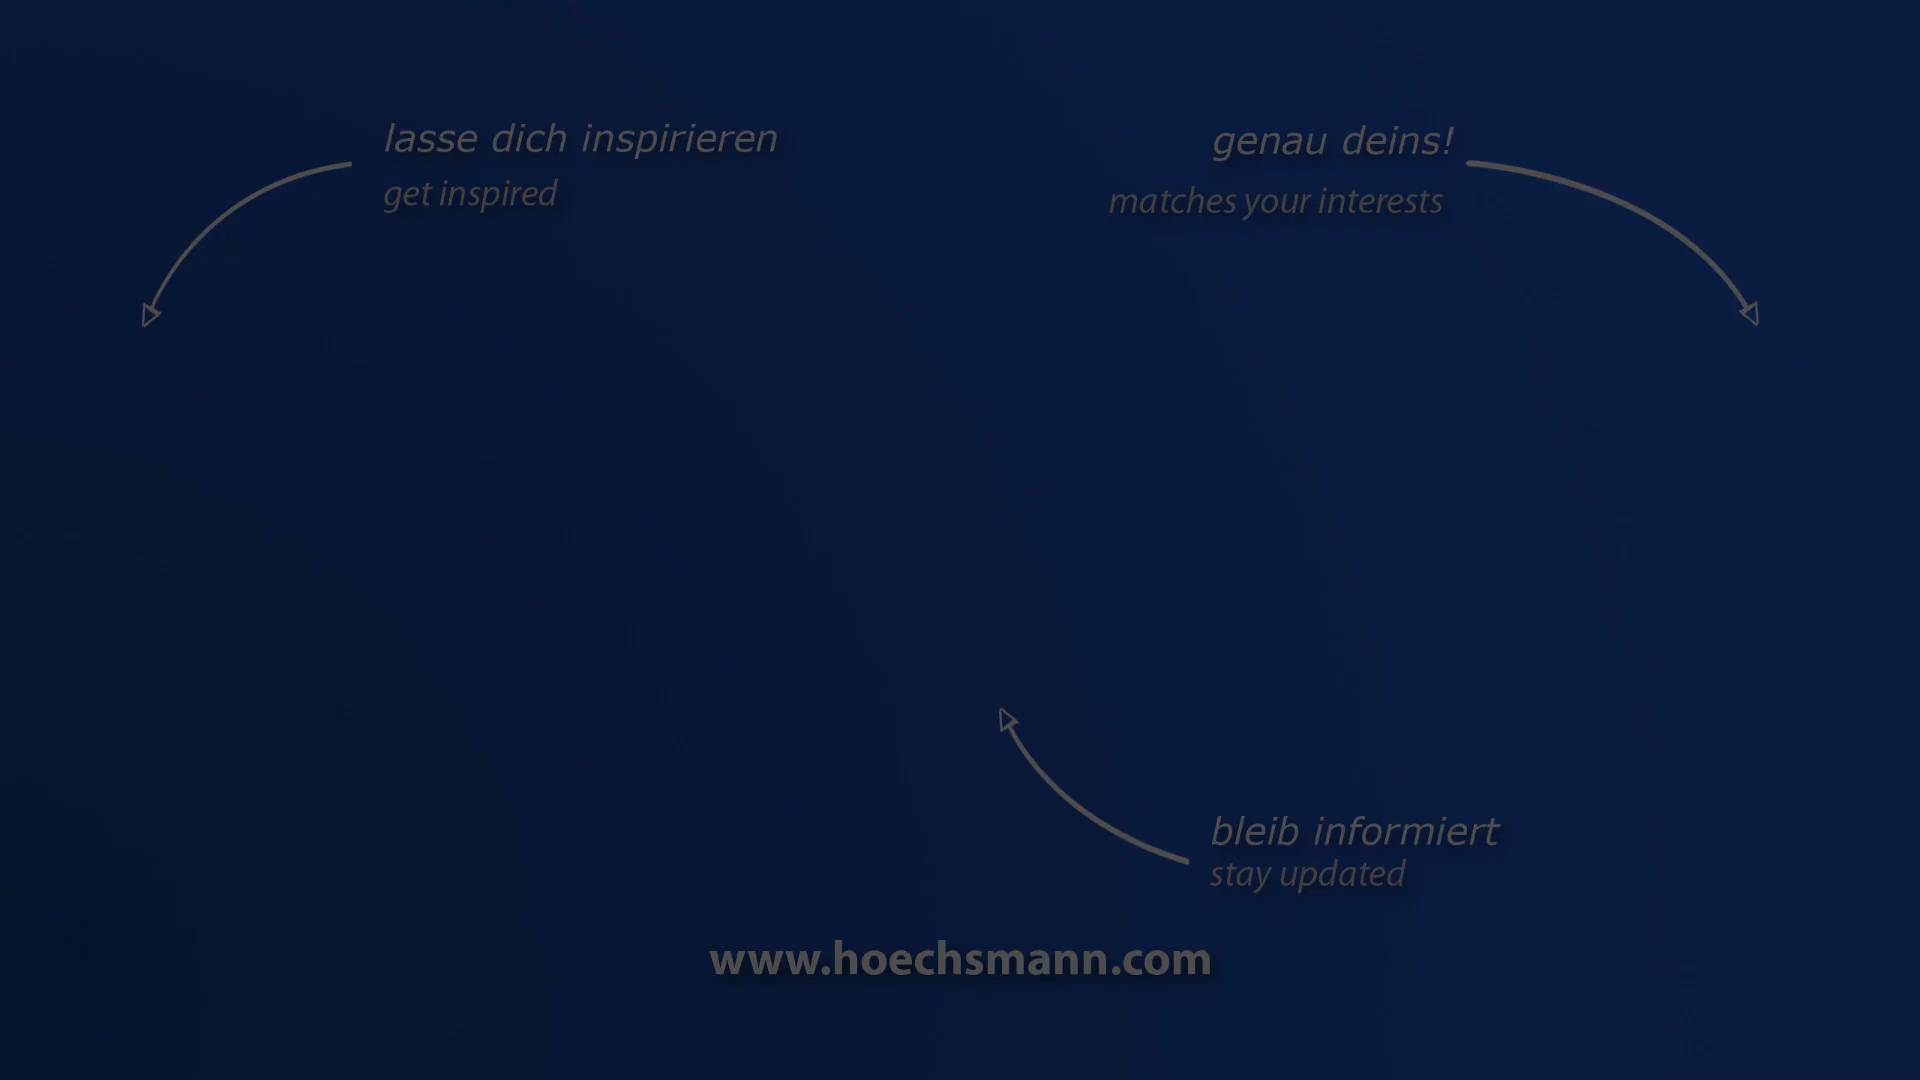 lasse dich inspirieren
get inspired
genau deins!
matches your interests
bleib informiert
stay updated
www.hoechsmann.com